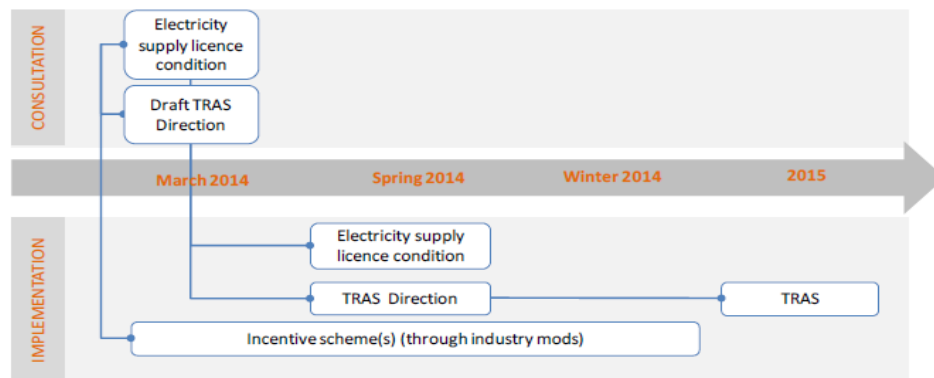 CONSULTATION
Electricity
supply licence
condition
Draft TRAS
Direction
March 2014
Spring 2014
Winter 2014
2015
IMPLEMENTATION
Electricity supply
licence condition
TRAS Direction
TRAS
Incentive scheme(s) (through industry mods)